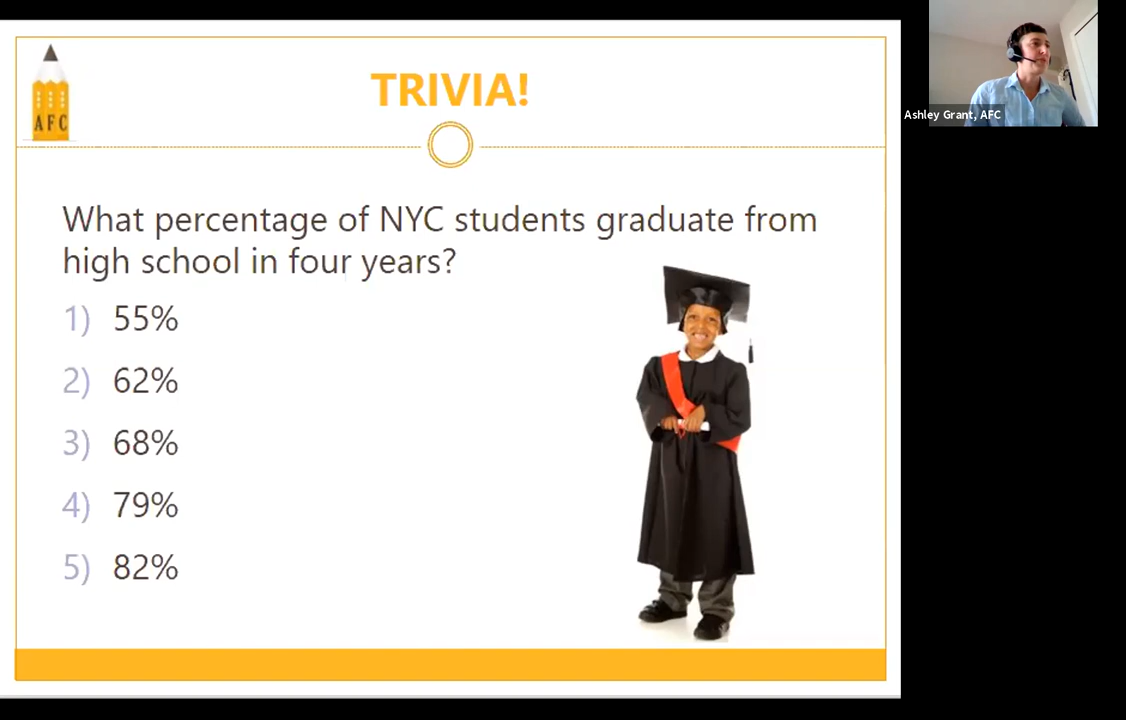 AFC
TRIVIA!
What percentage of NYC students graduate from
high school in four years?
1) 55%
2) 62%
3) 68%
4) 79%
5) 82%
Ashley Grant, AFC